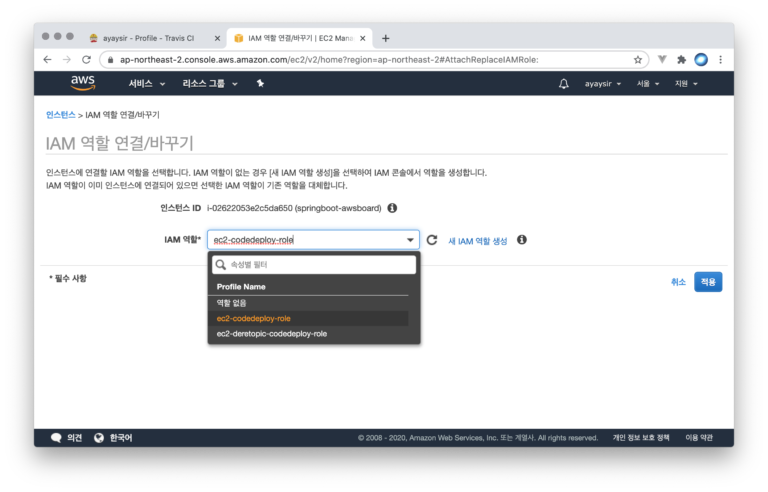 ayaysir - Profile - Travis CI
IAM 역할 연결/바꾸기 | EC2 Mana
ap-northeast-2.console.aws.amazon.com/ec2/v2/home?region=ap-northeast-2#AttachReplaceIAMRole:
aws 서비스 리소스 그룹 ayaysir 서울 지원
인스턴스 > IAM 역할 연결/바꾸기
IAM 역할 연결/바꾸기
인스턴스에 연결할 IAM 역할을 선택합니다. IAM 역할이 없는 경우 [새 IAM 역할 생성]을 선택하여 IAM 콘솔에서 역할을 생성합니다.
IAM 역할이 이미 인스턴스에 연결되어 있으면 선택한 IAM 역할이 기존 역할을 대체합니다.
인스턴스 ID i-02622053e2c5da650 (springboot-awsboard)
IAM 역할* ec2-codedeploy-role 새 IAM 역할 생성
속성별 필터
Profile Name
역할 없음
ec2-codedeploy-role
ec2-deretopic-codedeploy-role
* 필수 사항
취소 적용
의견 한국어 © 2008 - 2020, Amazon Web Services, Inc. 또는 계열사. All rights reserved. 개인 정보 보호 정책 이용 약관